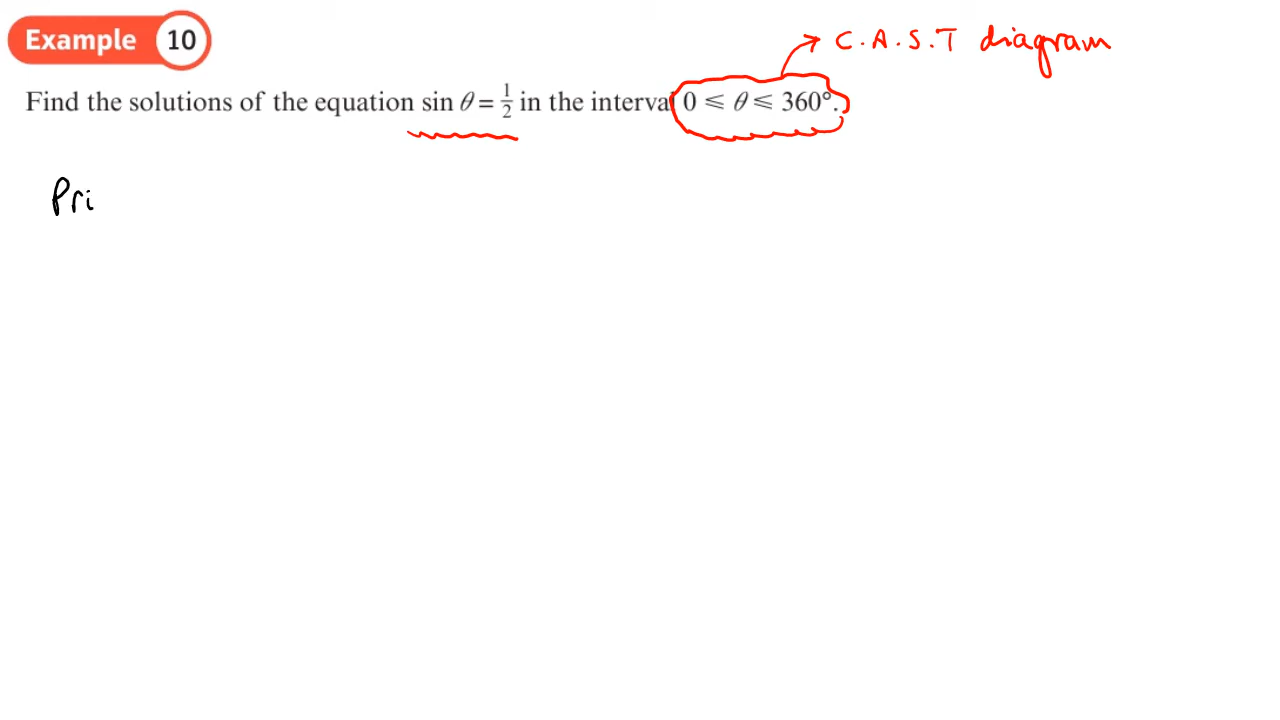 Example 10
C.A.S.T diagram
Find the solutions of the equation sin θ = 1/2 in the interval 0 ⩽ θ ⩽ 360°.
Pri